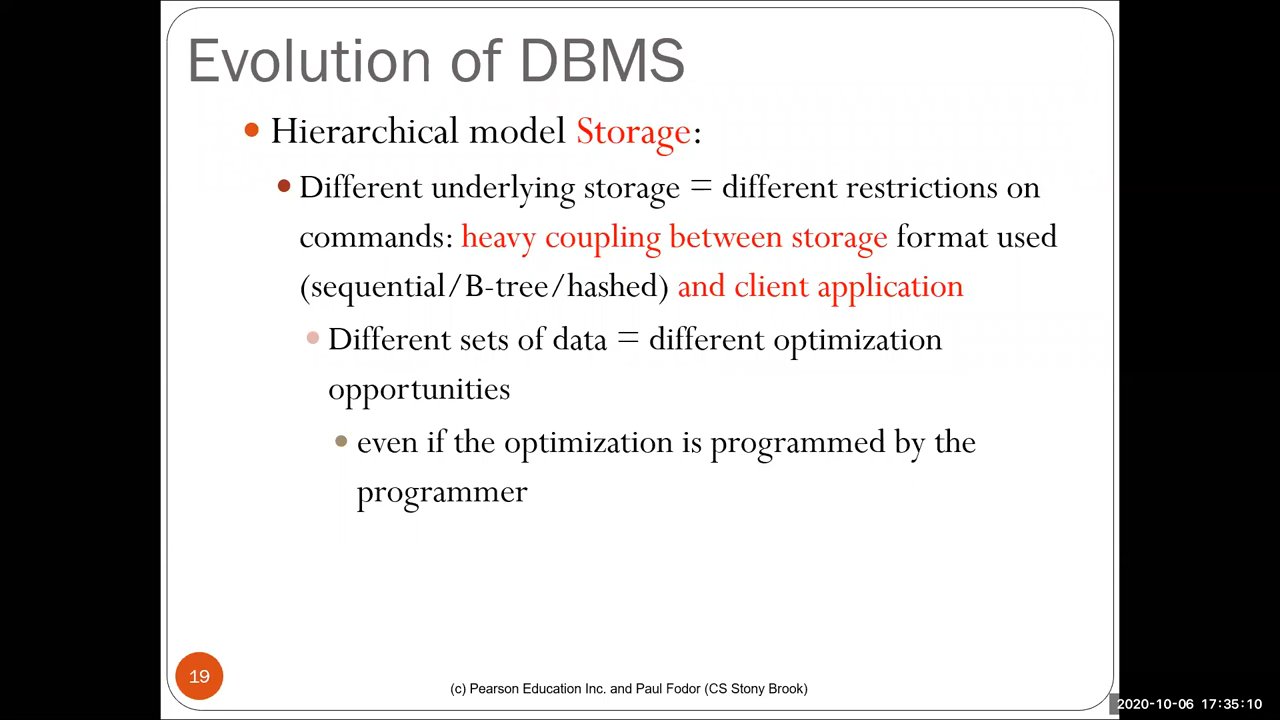 Evolution of DBMS
Hierarchical model Storage:
Different underlying storage = different restrictions on
commands: heavy coupling between storage format used
(sequential/B-tree/hashed) and client application
Different sets of data = different optimization
opportunities
even if the optimization is programmed by the
programmer
19
(c) Pearson Education Inc. and Paul Fodor (CS Stony Brook)
2020-10-06 17:35:10